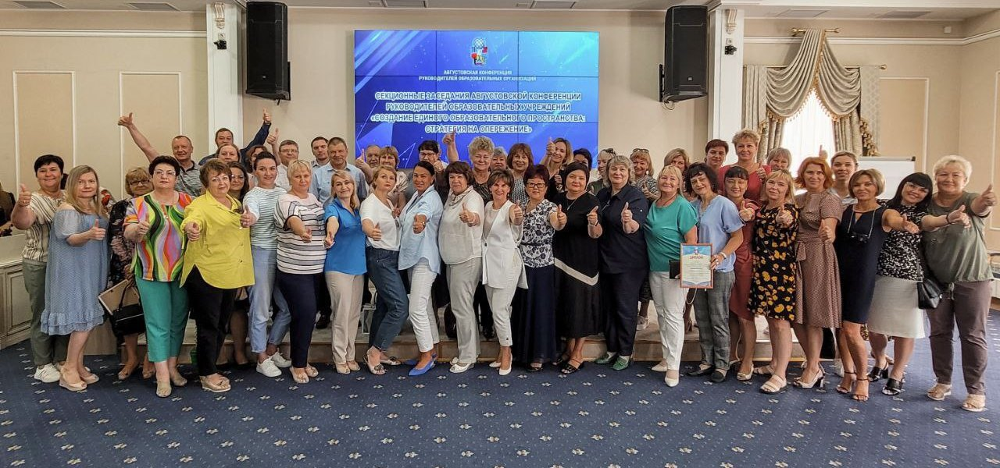 АВГУСТОВСКАЯ КОНФЕРЕНЦИЯ
РУКОВОДИТЕЛЕЙ ОБРАЗОВАТЕЛЬНЫХ ОРГАНИЗАЦИЙ
СЕКЦИОННЫЕ ЗАСЕДАНИЯ АВГУСТОВСКОЙ КОНФЕРЕНЦИИ
РУКОВОДИТЕЛЕЙ ОБРАЗОВАТЕЛЬНЫХ УЧРЕЖДЕНИЙ
«СОЗДАНИЕ ЕДИНОГО ОБРАЗОВАТЕЛЬНОГО ПРОСТРАНСТВА:
СТРАТЕГИЯ НА ОПЕРЕЖЕНИЕ»
ДИПЛОМ